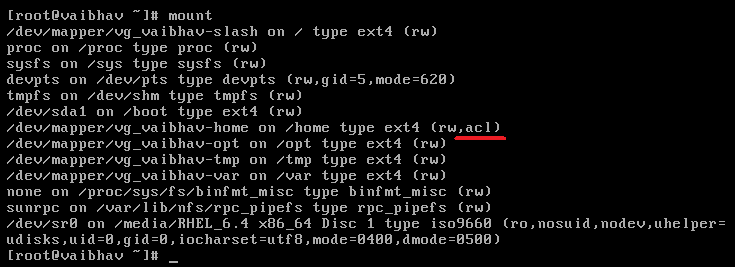 [root@vaibhav ~]# mount
/dev/mapper/vg_vaibhav-slash on / type ext4 (rw)
proc on /proc type proc (rw)
sysfs on /sys type sysfs (rw)
devpts on /dev/pts type devpts (rw,gid=5,mode=620)
tmpfs on /dev/shm type tmpfs (rw)
/dev/sda1 on /boot type ext4 (rw)
/dev/mapper/vg_vaibhav-home on /home type ext4 (rw,acl)
/dev/mapper/vg_vaibhav-opt on /opt type ext4 (rw)
/dev/mapper/vg_vaibhav-tmp on /tmp type ext4 (rw)
/dev/mapper/vg_vaibhav-var on /var type ext4 (rw)
none on /proc/sys/fs/binfmt_misc type binfmt_misc (rw)
sunrpc on /var/lib/nfs/rpc_pipefs type rpc_pipefs (rw)
/dev/sr0 on /media/RHEL_6.4 x86_64 Disc 1 type iso9660 (ro,nosuid,nodev,uhelper=
udisks,uid=0,gid=0,iocharset=utf8,mode=0400,dmode=0500)
[root@vaibhav ~]# _